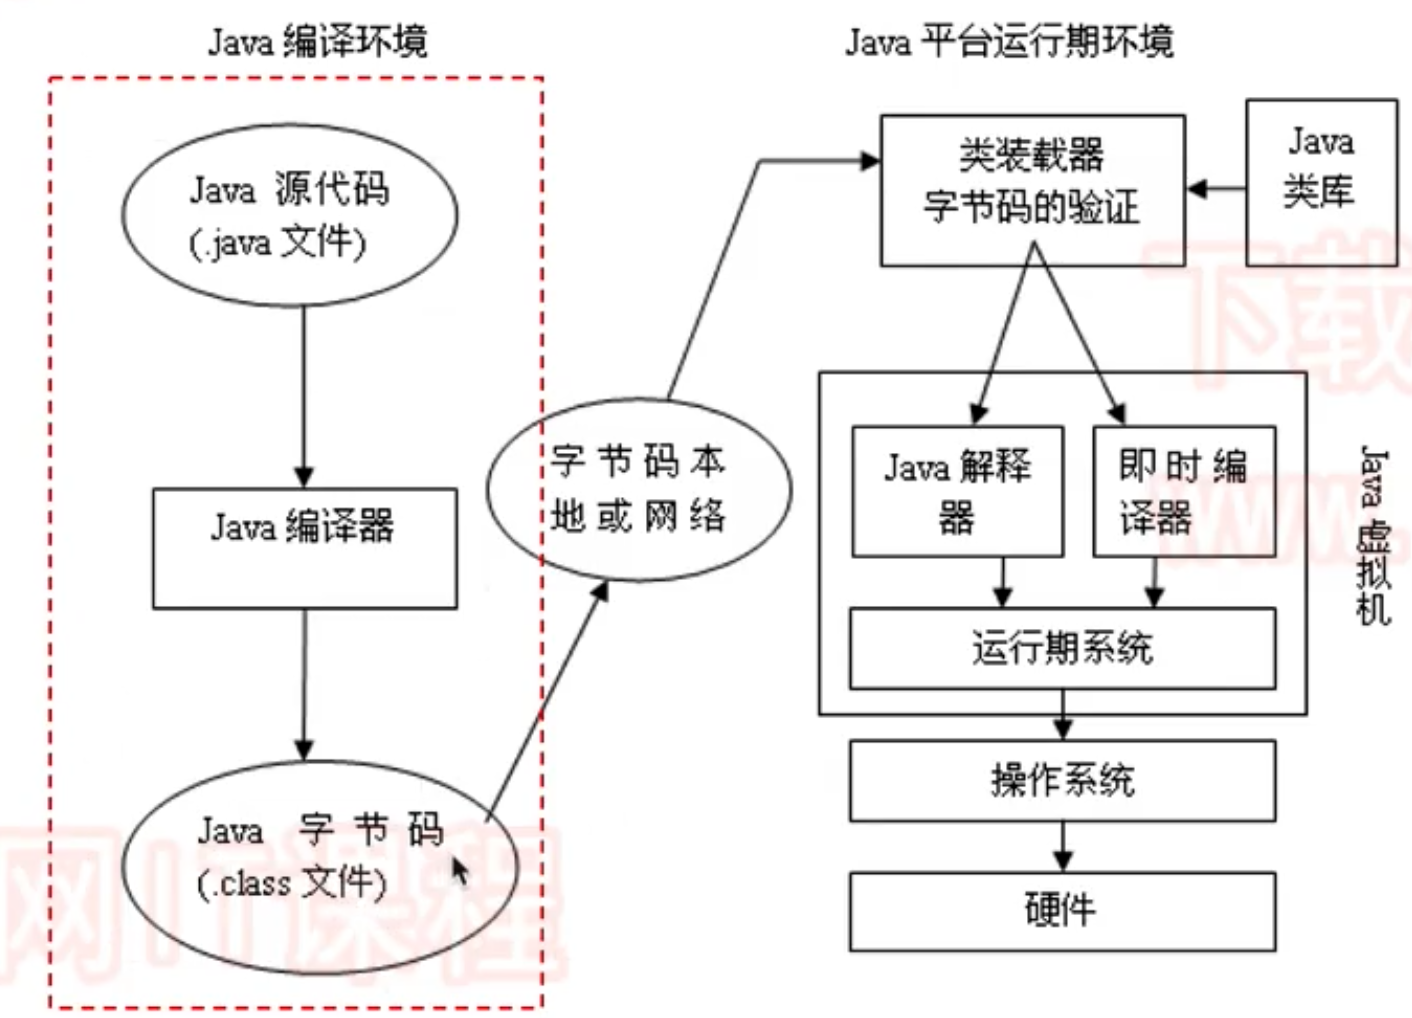 Java 编译环境
Java 源代码
(.java 文件)
Java 编译器
Java 字节码
(.class 文件)
字节码本
地或网络
Java 平台运行期环境
类装载器
字节码的验证
Java
类库
Java 解释
器
即时编
译器
运行期系统
Java 虚拟机
操作系统
硬件
下载
www.
网IT课程